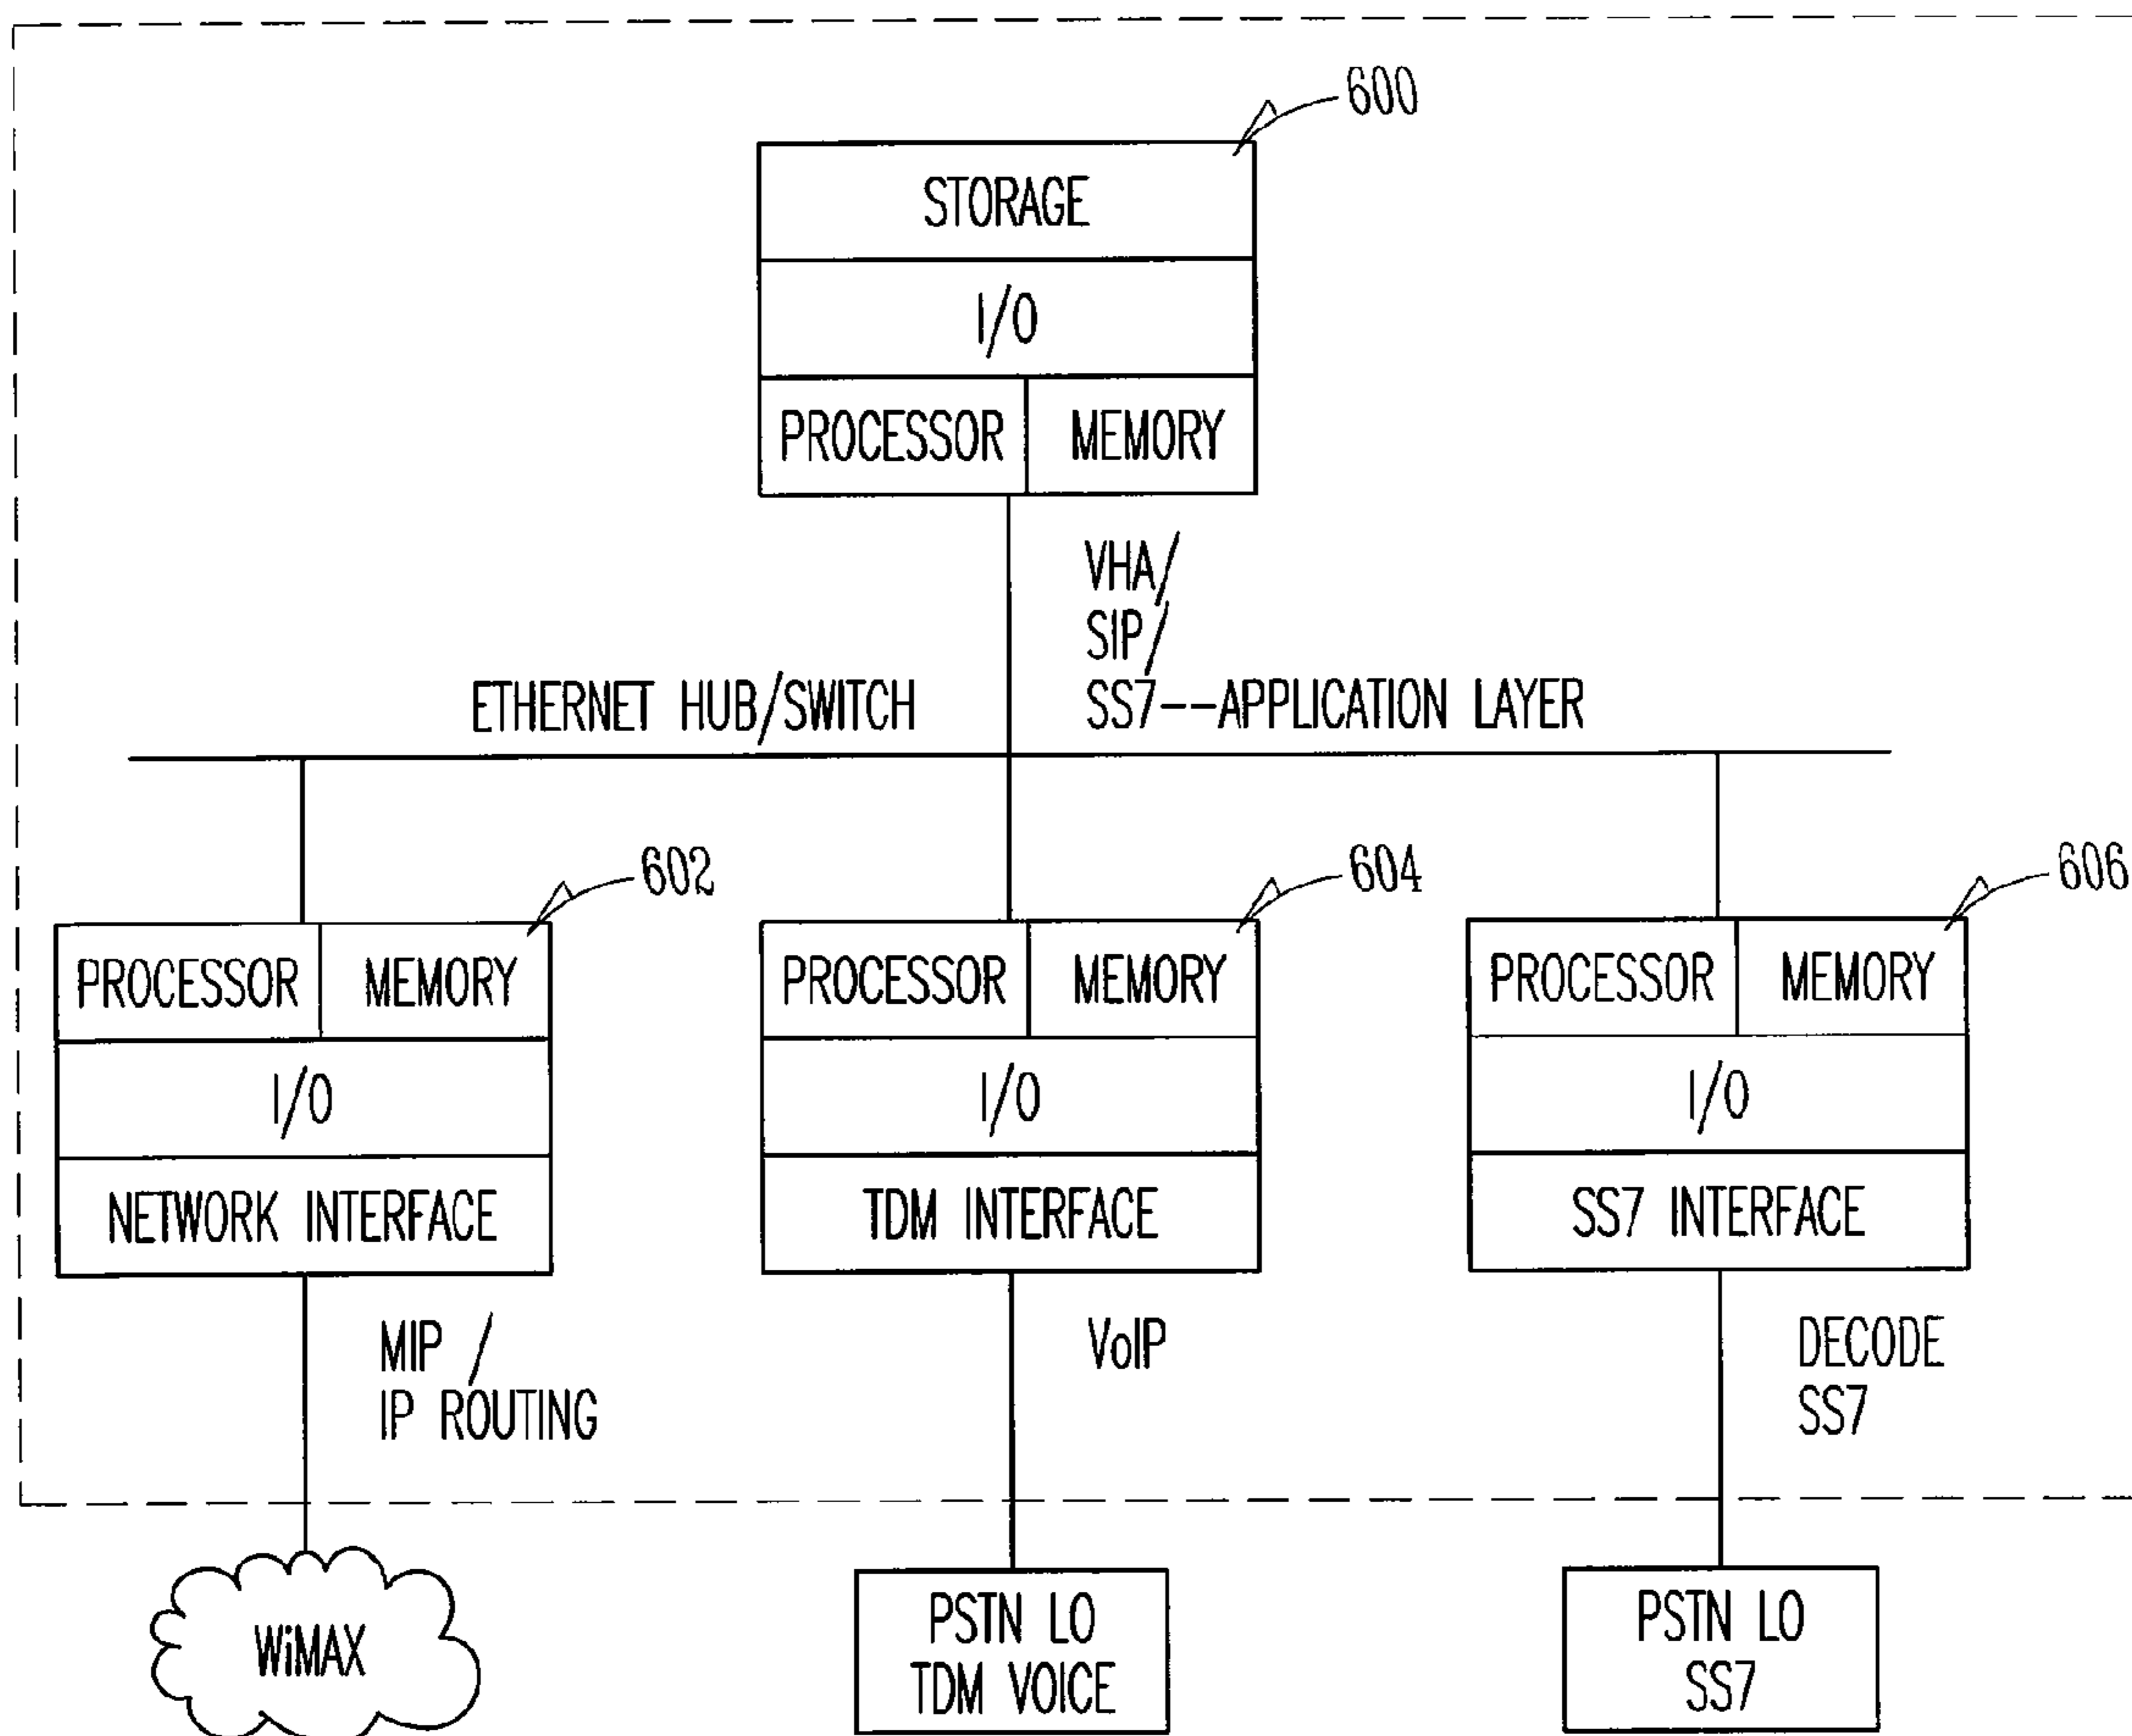 600
STORAGE
I/O
PROCESSOR MEMORY
VHA/
SIP/
ETHERNET HUB/SWITCH SS7--APPLICATION LAYER
602 604 606
PROCESSOR MEMORY PROCESSOR MEMORY PROCESSOR MEMORY
I/O I/O I/O
NETWORK INTERFACE TDM INTERFACE SS7 INTERFACE
MIP / VoIP DECODE
IP ROUTING SS7
WiMAX PSTN LO PSTN LO
TDM VOICE SS7